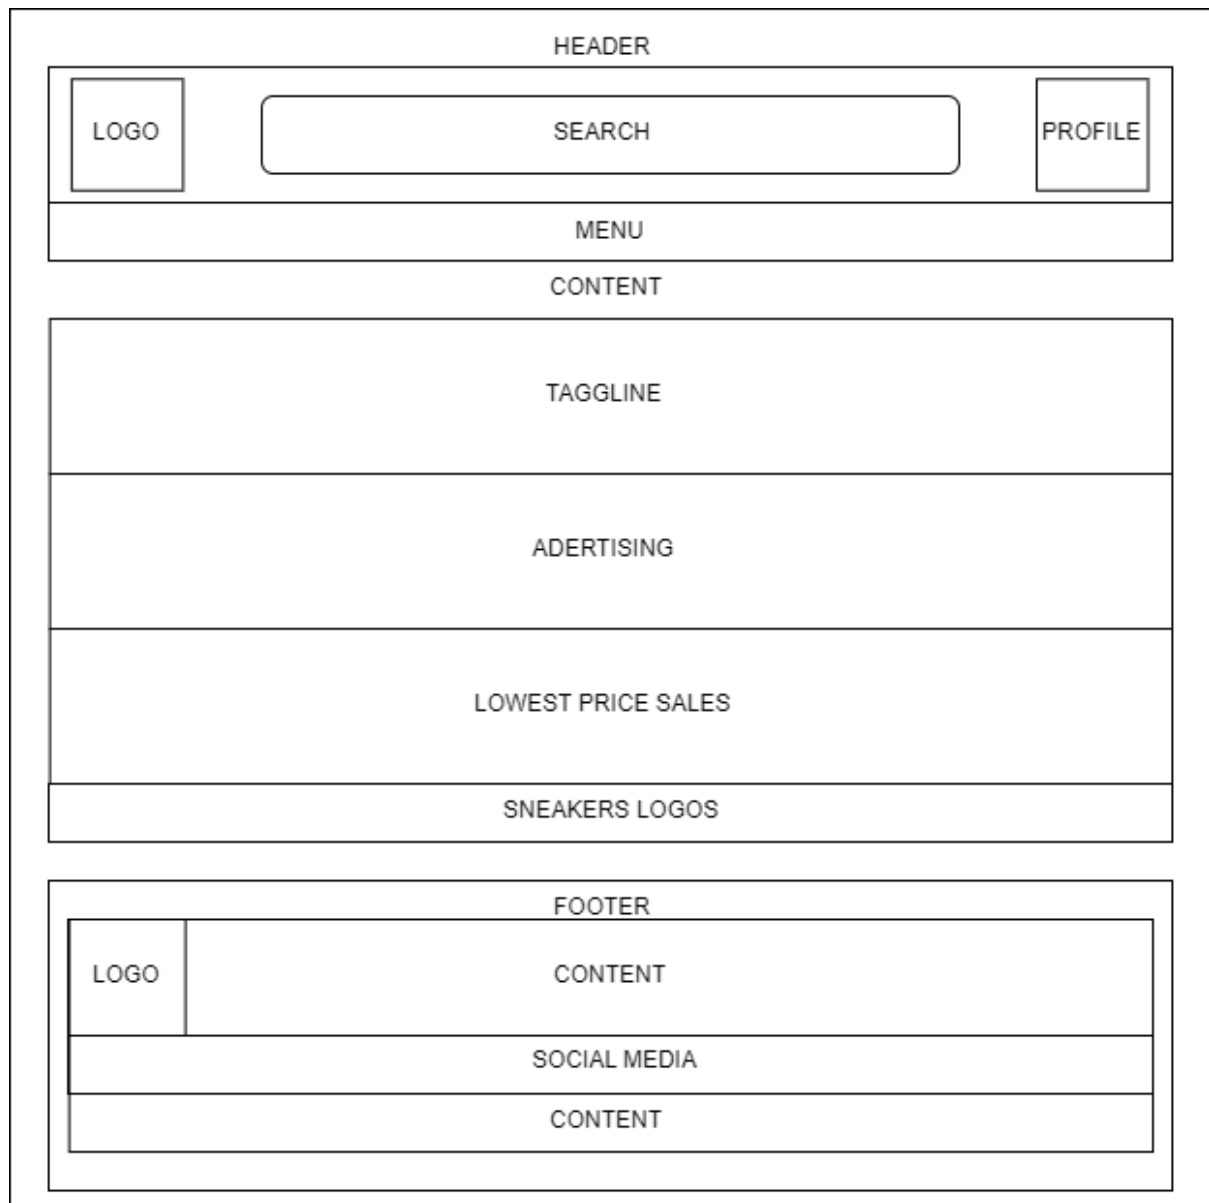 HEADER
LOGO
SEARCH
PROFILE
MENU
CONTENT
TAGGLINE
ADERTISING
LOWEST PRICE SALES
SNEAKERS LOGOS
FOOTER
LOGO
CONTENT
SOCIAL MEDIA
CONTENT